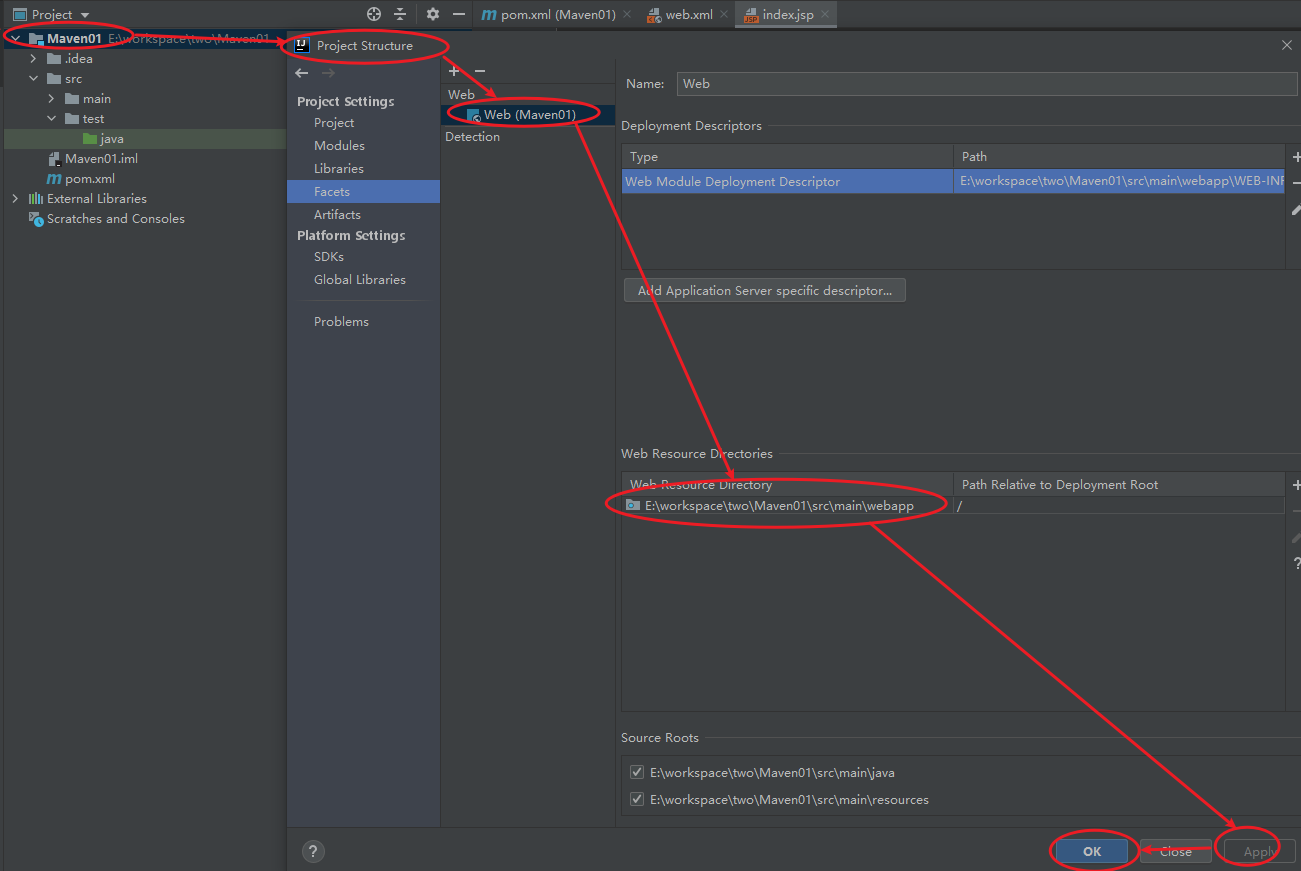 Project
pom.xml (Maven01)
web.xml
index.jsp
Maven01 E:\workspace\two\Maven01
.idea
src
main
test
java
Maven01.iml
pom.xml
External Libraries
Scratches and Consoles
Project Structure
Project Settings
Project
Modules
Libraries
Facets
Artifacts
Platform Settings
SDKs
Global Libraries
Problems
Web
Web (Maven01)
Detection
Name: Web
Deployment Descriptors
Type Path
Web Module Deployment Descriptor E:\workspace\two\Maven01\src\main\webapp\WEB-INF
Add Application Server specific descriptor...
Web Resource Directories
Web Resource Directory Path Relative to Deployment Root
E:\workspace\two\Maven01\src\main\webapp /
Source Roots
E:\workspace\two\Maven01\src\main\java
E:\workspace\two\Maven01\src\main\resources
?
OK Close Apply